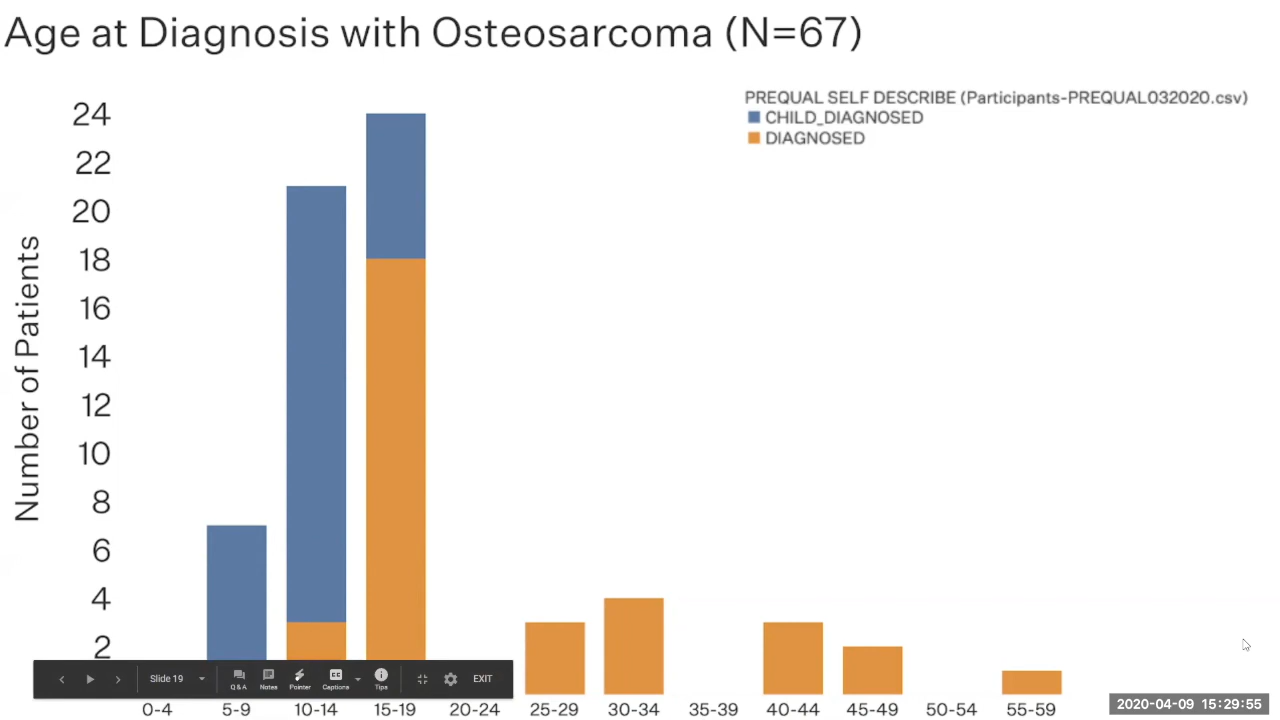 Age at Diagnosis with Osteosarcoma (N=67)
PREQUAL SELF DESCRIBE (Participants-PREQUAL032020.csv)
CHILD_DIAGNOSED
DIAGNOSED
Number of Patients
24
22
20
18
16
14
12
10
8
6
4
2
Slide 19
Q&A Notes Pointer Captions Tips EXIT
0-4 5-9 10-14 15-19 20-24 25-29 30-34 35-39 40-44 45-49 50-54 55-59
2020-04-09 15:29:55